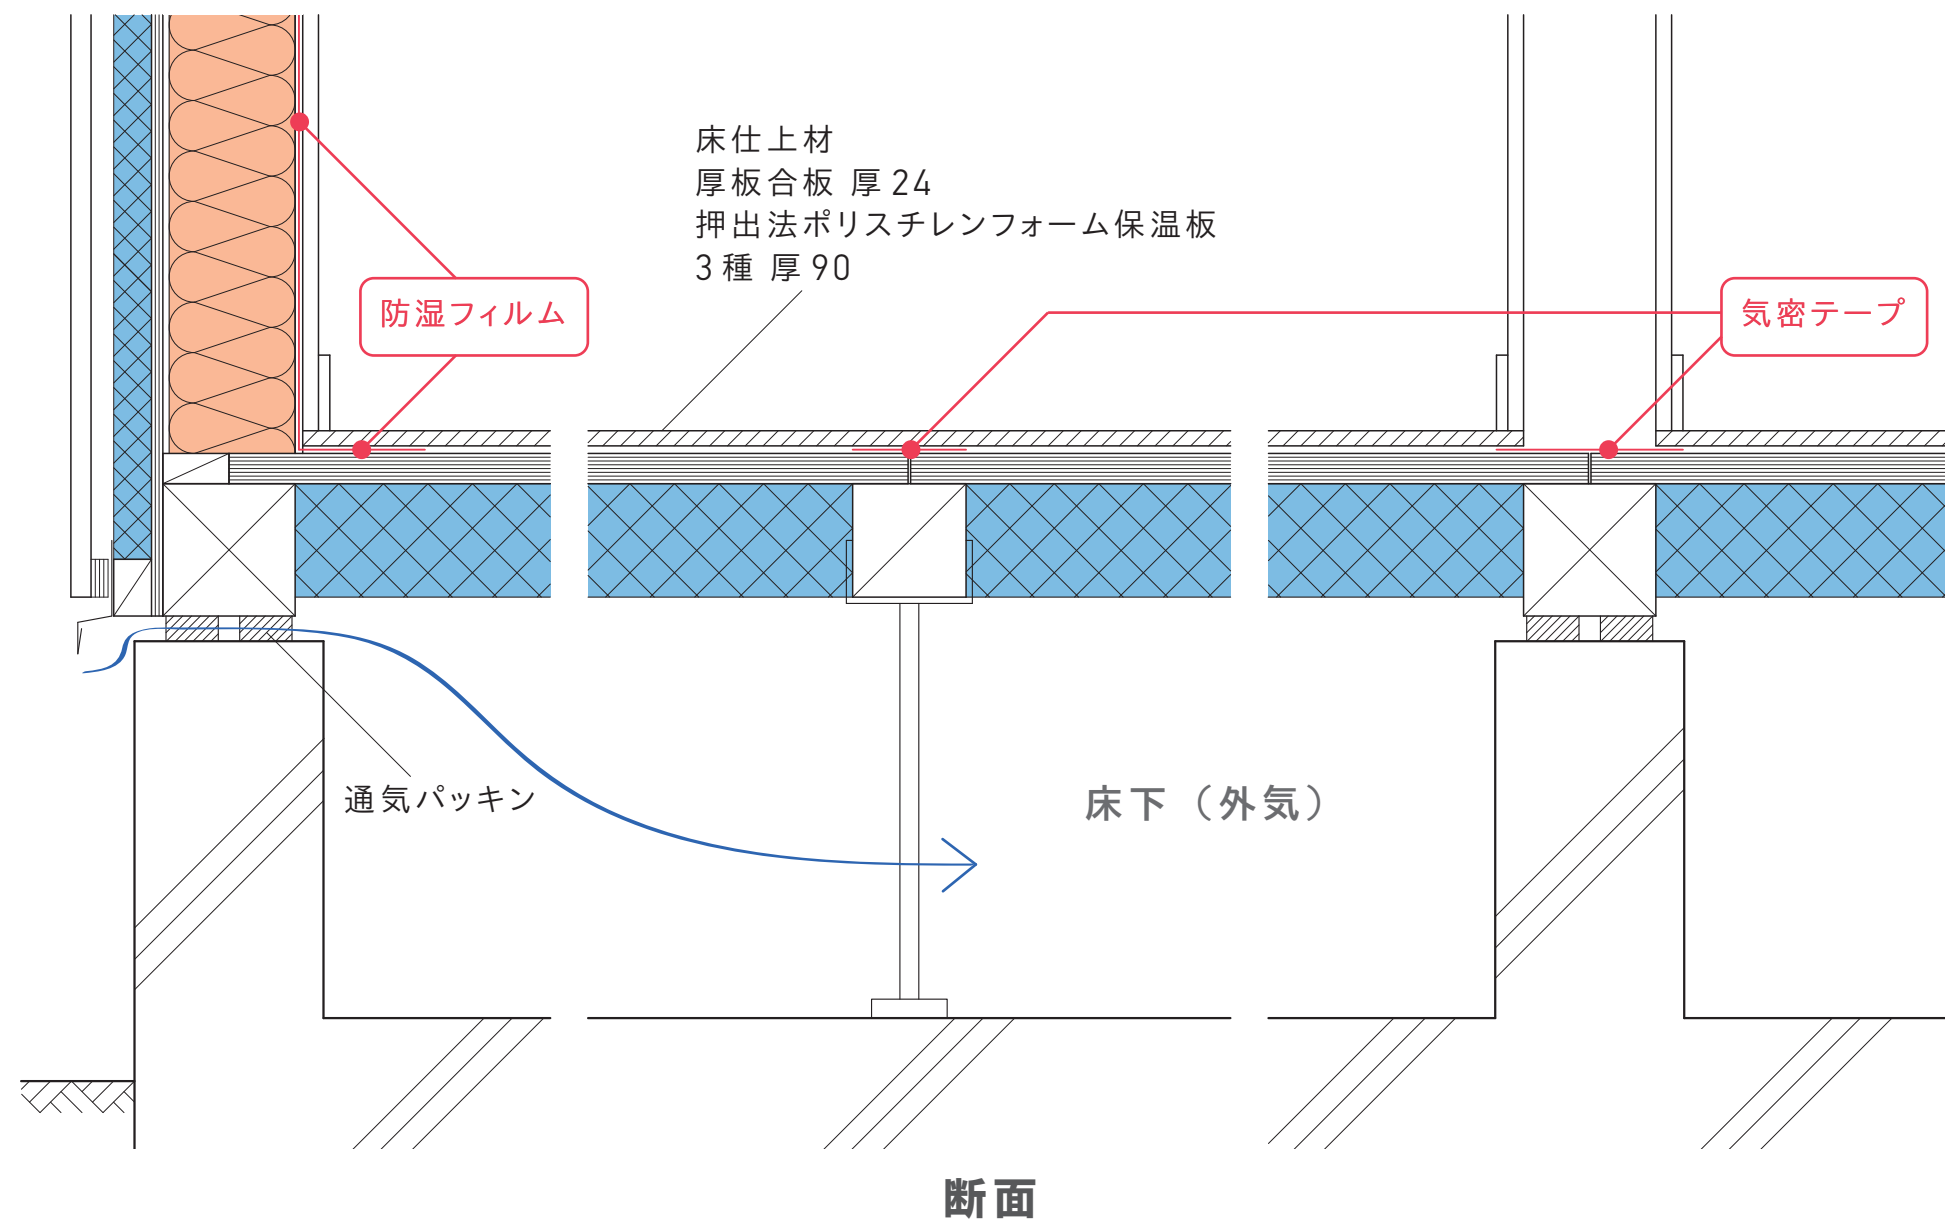 床仕上材
厚板合板 厚24
押出法ポリスチレンフォーム保温板
3種 厚90
防湿フィルム
気密テープ
通気パッキン
床下（外気）
断面